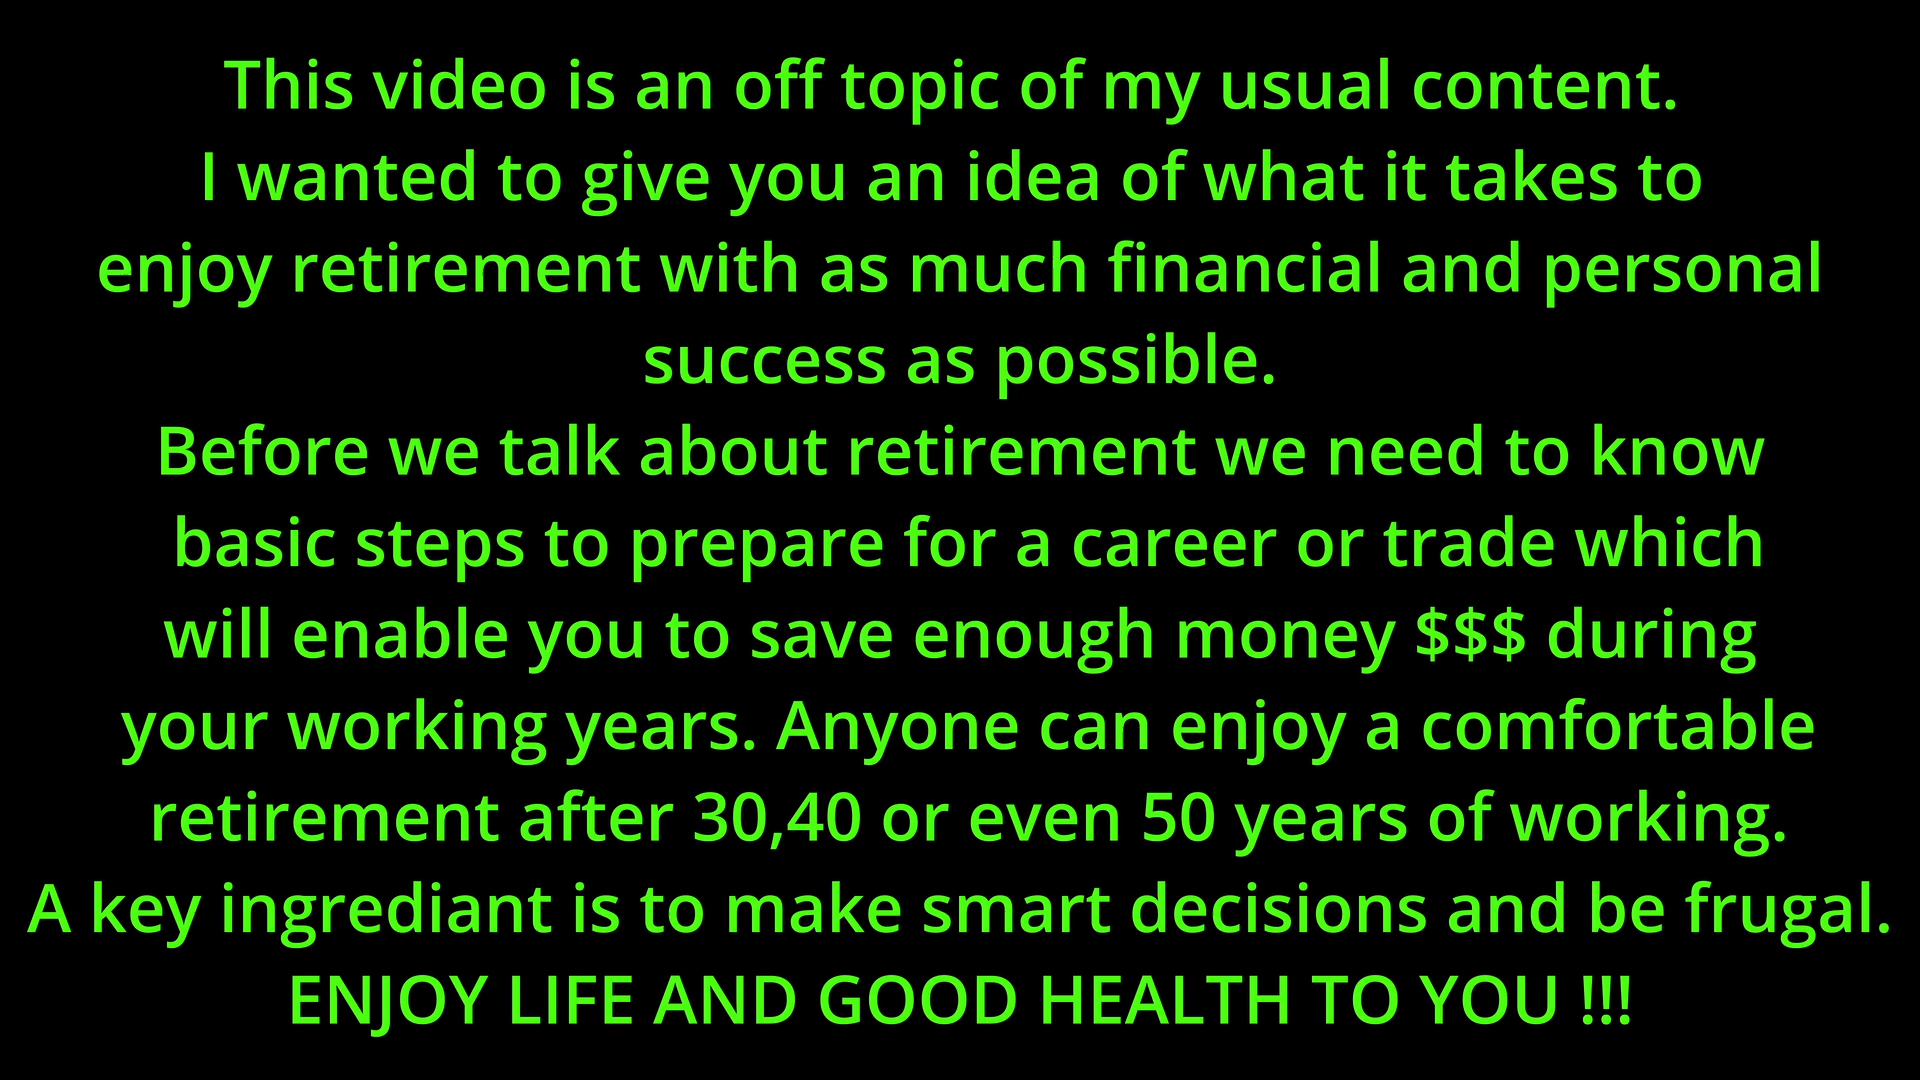 This video is an off topic of my usual content.
I wanted to give you an idea of what it takes to
enjoy retirement with as much financial and personal
success as possible.
Before we talk about retirement we need to know
basic steps to prepare for a career or trade which
will enable you to save enough money $$$ during
your working years. Anyone can enjoy a comfortable
retirement after 30,40 or even 50 years of working.
A key ingrediant is to make smart decisions and be frugal.
ENJOY LIFE AND GOOD HEALTH TO YOU !!!